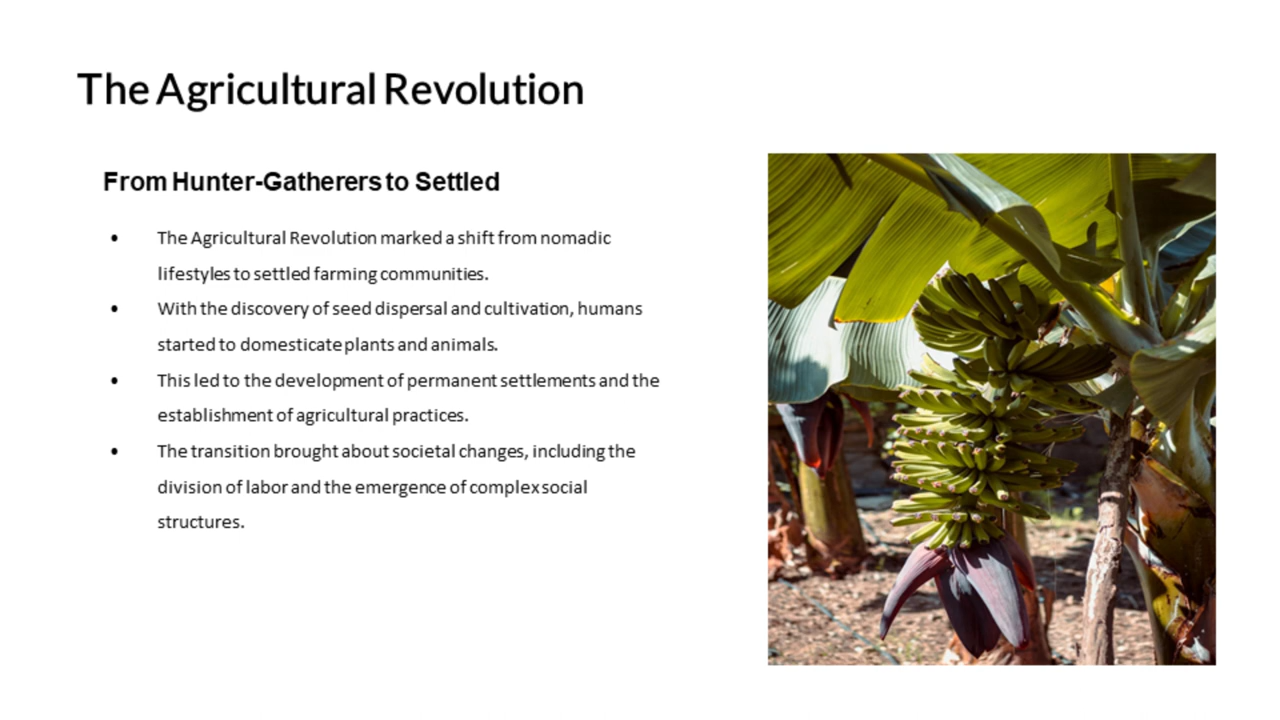 The Agricultural Revolution
From Hunter-Gatherers to Settled
• The Agricultural Revolution marked a shift from nomadic
lifestyles to settled farming communities.
• With the discovery of seed dispersal and cultivation, humans
started to domesticate plants and animals.
• This led to the development of permanent settlements and the
establishment of agricultural practices.
• The transition brought about societal changes, including the
division of labor and the emergence of complex social
structures.